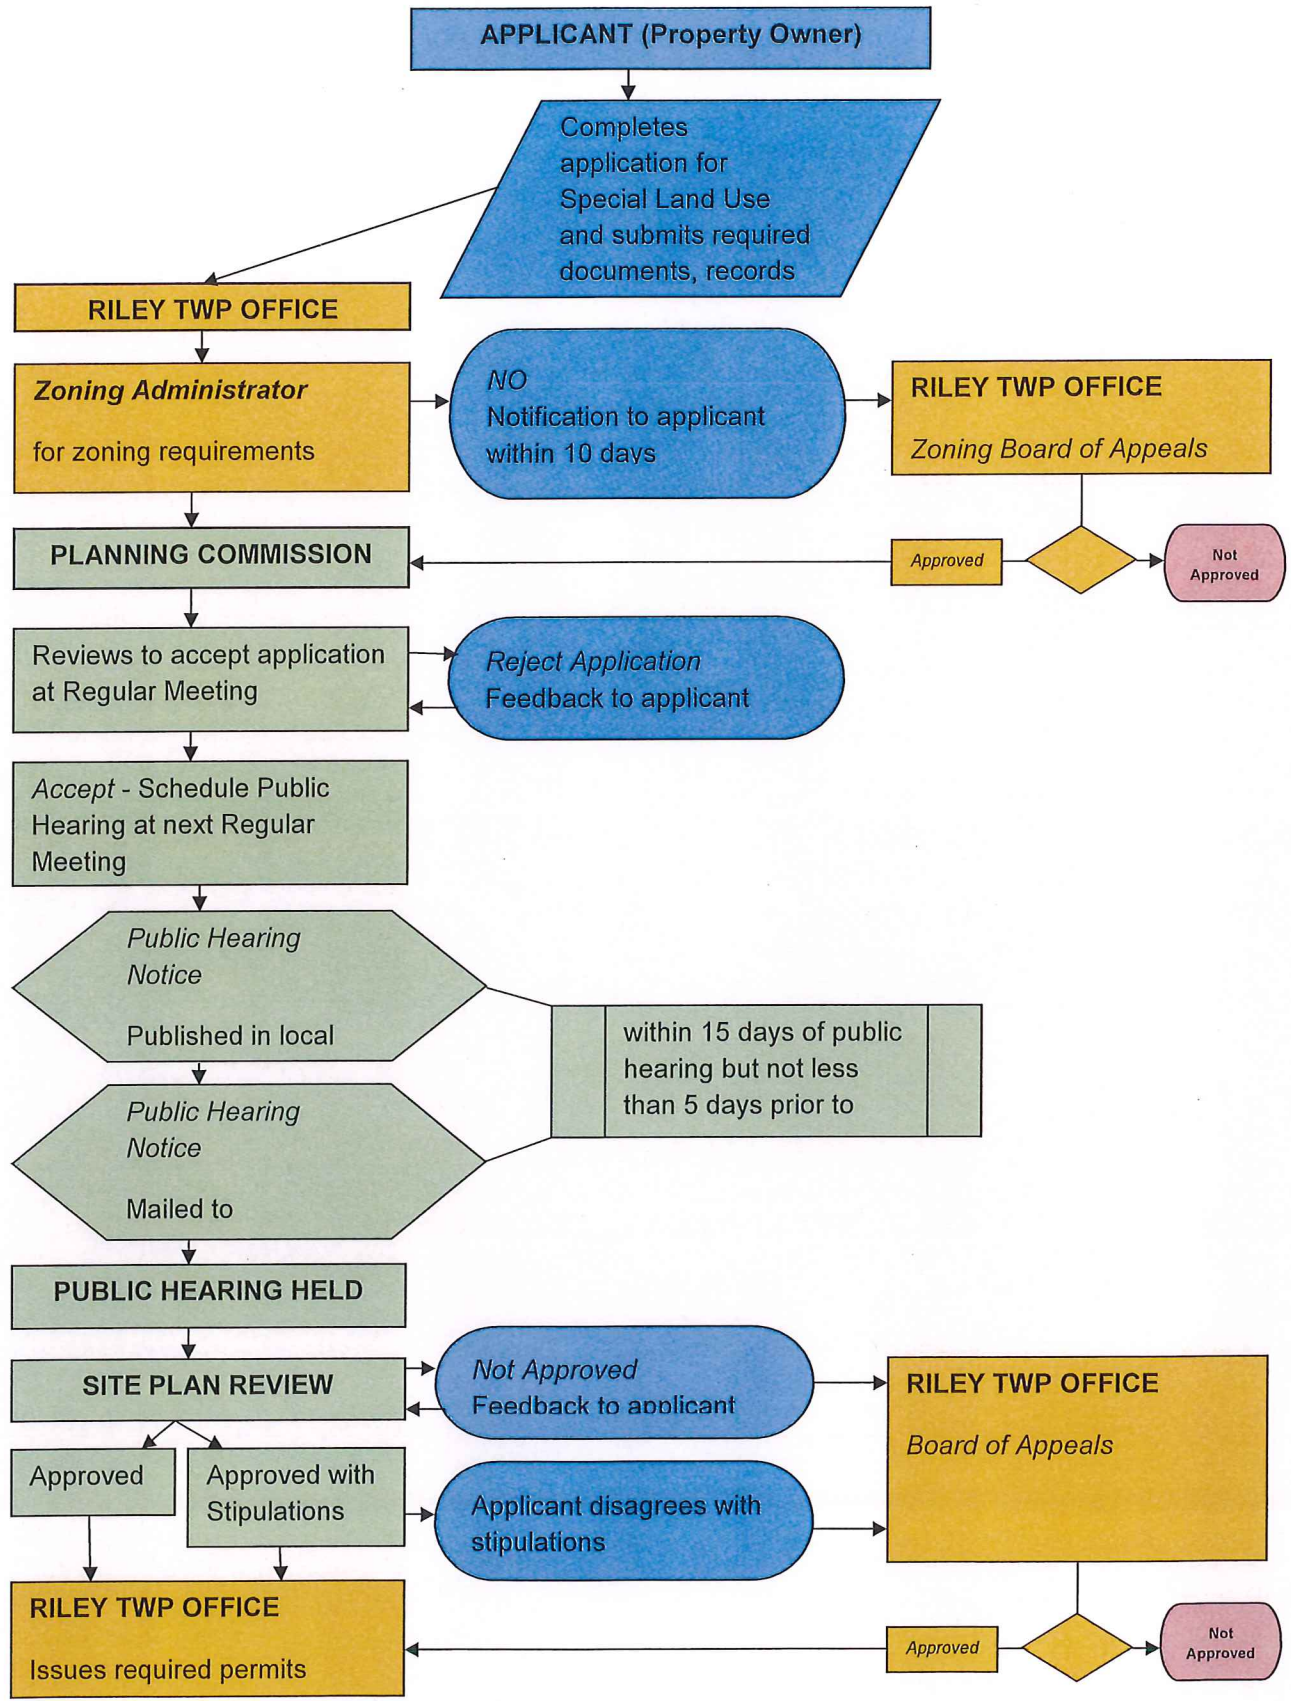 APPLICANT (Property Owner)
Completes
application for
Special Land Use
and submits required
documents, records
RILEY TWP OFFICE
Zoning Administrator
for zoning requirements
NO
Notification to applicant
within 10 days
RILEY TWP OFFICE
Zoning Board of Appeals
PLANNING COMMISSION
Approved
Not
Approved
Reviews to accept application
at Regular Meeting
Reject Application
Feedback to applicant
Accept - Schedule Public
Hearing at next Regular
Meeting
Public Hearing
Notice
Published in local
within 15 days of public
hearing but not less
than 5 days prior to
Public Hearing
Notice
Mailed to
PUBLIC HEARING HELD
SITE PLAN REVIEW
Not Approved
Feedback to applicant
RILEY TWP OFFICE
Board of Appeals
Approved
Approved with
Stipulations
Applicant disagrees with
stipulations
RILEY TWP OFFICE
Issues required permits
Approved
Not
Approved